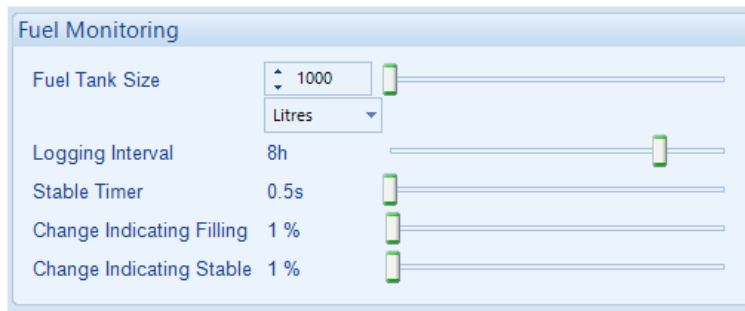 Fuel Monitoring
Fuel Tank Size 1000
Litres
Logging Interval 8h
Stable Timer 0.5s
Change Indicating Filling 1 %
Change Indicating Stable 1 %